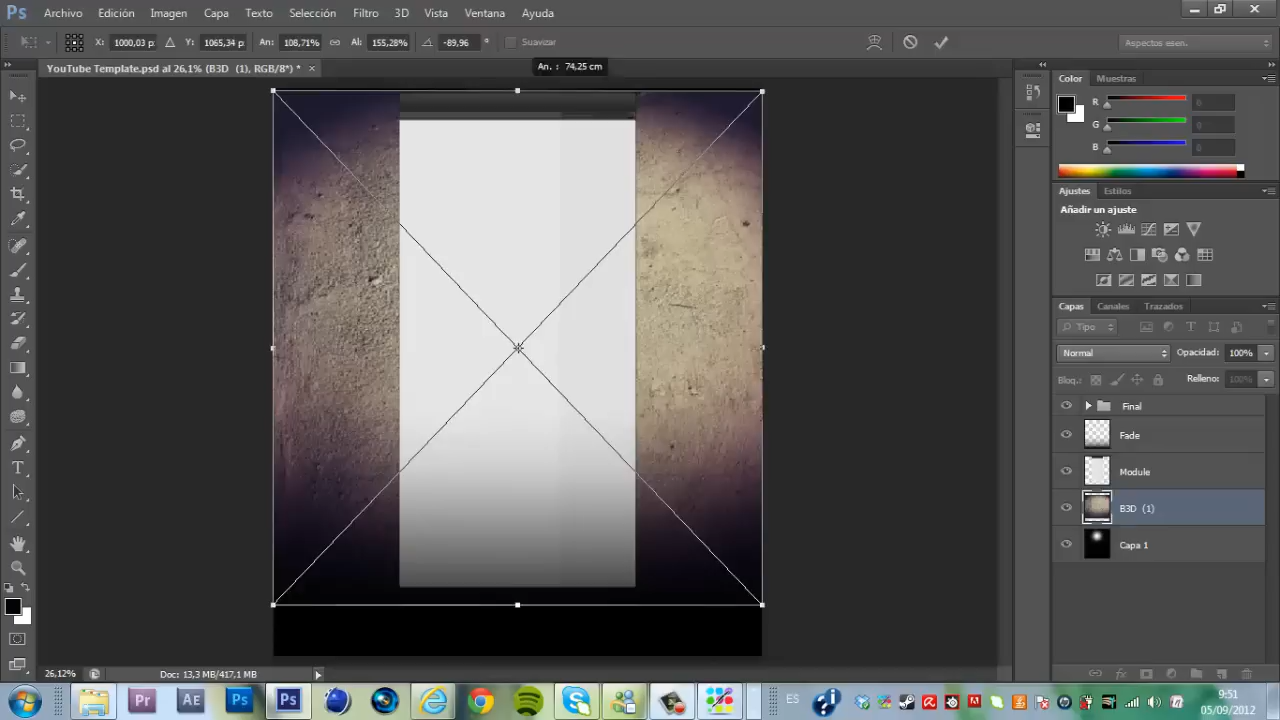 Ps Archivo Edición Imagen Capa Texto Selección Filtro 3D Vista Ventana Ayuda
X: 1000,03 p Y: 1065,34 p An: 108,71% Al: 155,28% -89,96 ° Suavizar Aspectos esen.
YouTube Template.psd al 26,1% (B3D (1), RGB/8*) * ×
An. : 74,25 cm
Color Muestras
R 0
G 0
B 0
Ajustes Estilos
Añadir un ajuste
Capas Canales Trazados
Tipo
Normal Opacidad: 100%
Bloq.: Relleno: 100%
Final
Fade
Module
B3D (1)
Capa 1
26,12% Doc: 13,3 MB/417,1 MB
Pr AE Ps Ps ES 9:51
05/09/2012